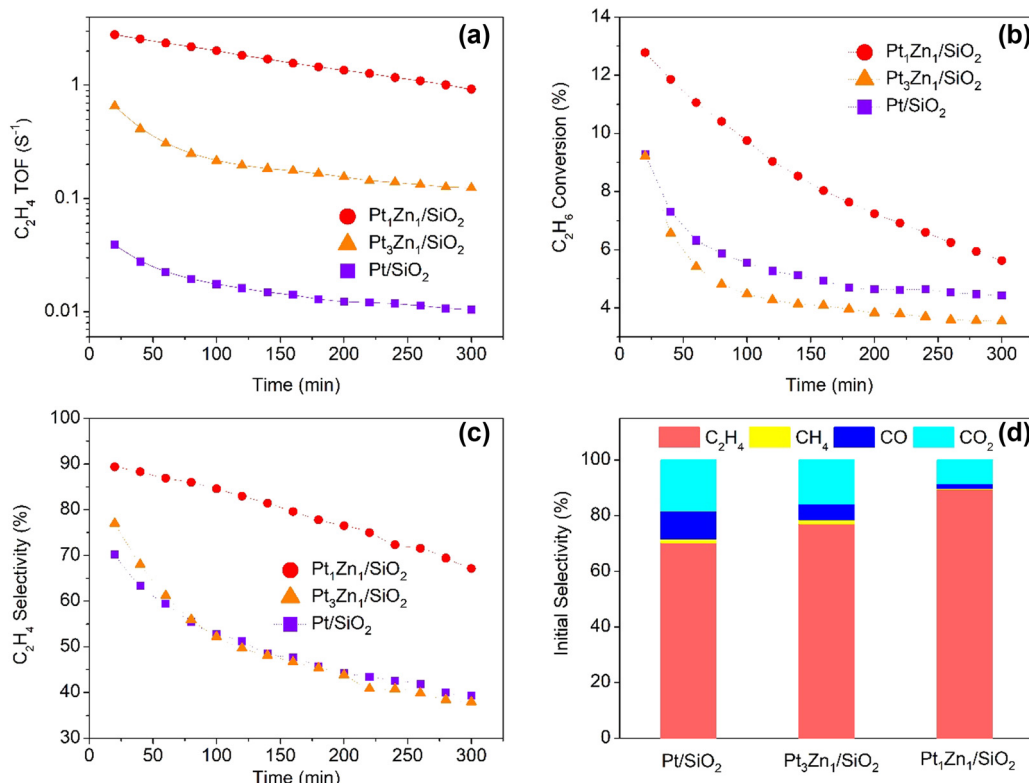 (a)
C₂H₄ TOF (S⁻¹)
1
0.1
0.01
Pt₁Zn₁/SiO₂
Pt₃Zn₁/SiO₂
Pt/SiO₂
0 50 100 150 200 250 300
Time (min)
(b)
C₂H₆ Conversion (%)
14
12
10
8
6
4
Pt₁Zn₁/SiO₂
Pt₃Zn₁/SiO₂
Pt/SiO₂
0 50 100 150 200 250 300
Time (min)
(c)
C₂H₄ Selectivity (%)
100
90
80
70
60
50
40
30
Pt₁Zn₁/SiO₂
Pt₃Zn₁/SiO₂
Pt/SiO₂
0 50 100 150 200 250 300
Time (min)
(d)
C₂H₄ CH₄ CO CO₂
Initial Selectivity (%)
100
80
60
40
20
0
Pt/SiO₂ Pt₃Zn₁/SiO₂ Pt₁Zn₁/SiO₂